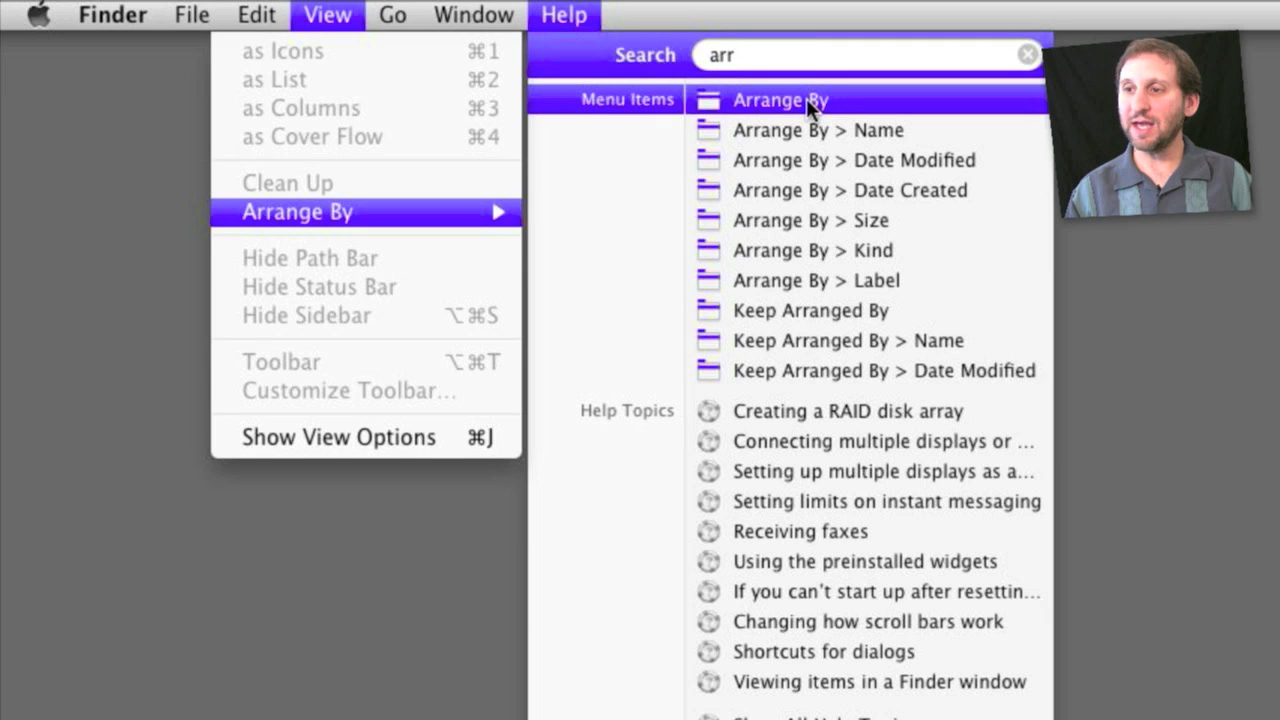 Finder File Edit View Go Window Help
as Icons ⌘1
as List ⌘2
as Columns ⌘3
as Cover Flow ⌘4
Clean Up
Arrange By
Hide Path Bar
Hide Status Bar
Hide Sidebar ⌥⌘S
Toolbar ⌥⌘T
Customize Toolbar...
Show View Options ⌘J
Search arr
Menu Items Arrange By
Arrange By > Name
Arrange By > Date Modified
Arrange By > Date Created
Arrange By > Size
Arrange By > Kind
Arrange By > Label
Keep Arranged By
Keep Arranged By > Name
Keep Arranged By > Date Modified
Help Topics Creating a RAID disk array
Connecting multiple displays or ...
Setting up multiple displays as a...
Setting limits on instant messaging
Receiving faxes
Using the preinstalled widgets
If you can't start up after resettin...
Changing how scroll bars work
Shortcuts for dialogs
Viewing items in a Finder window